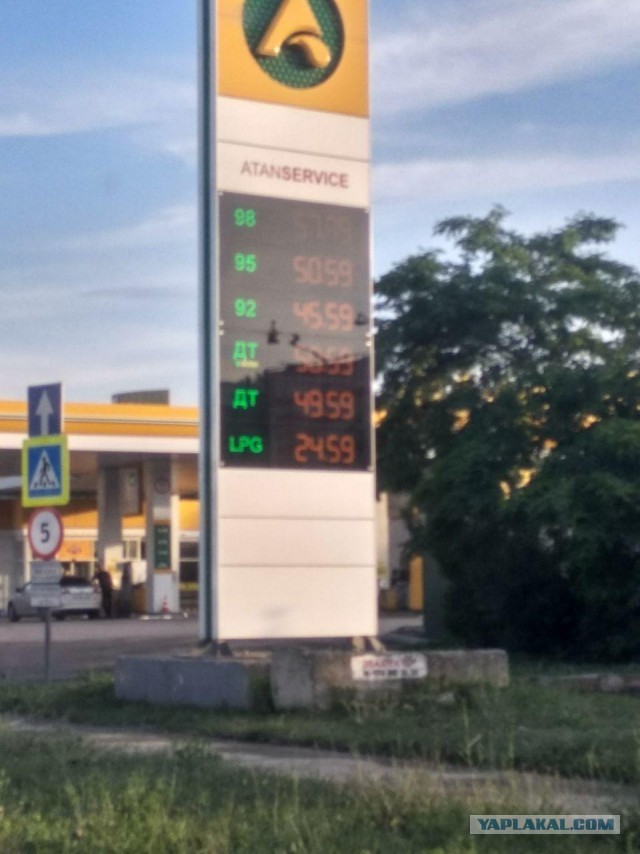 ATANSERVICE
98
95 50.59
92 45.59
ДТ
ДТ 49.59
LPG 24.59
5
YAPLAKAL.COM